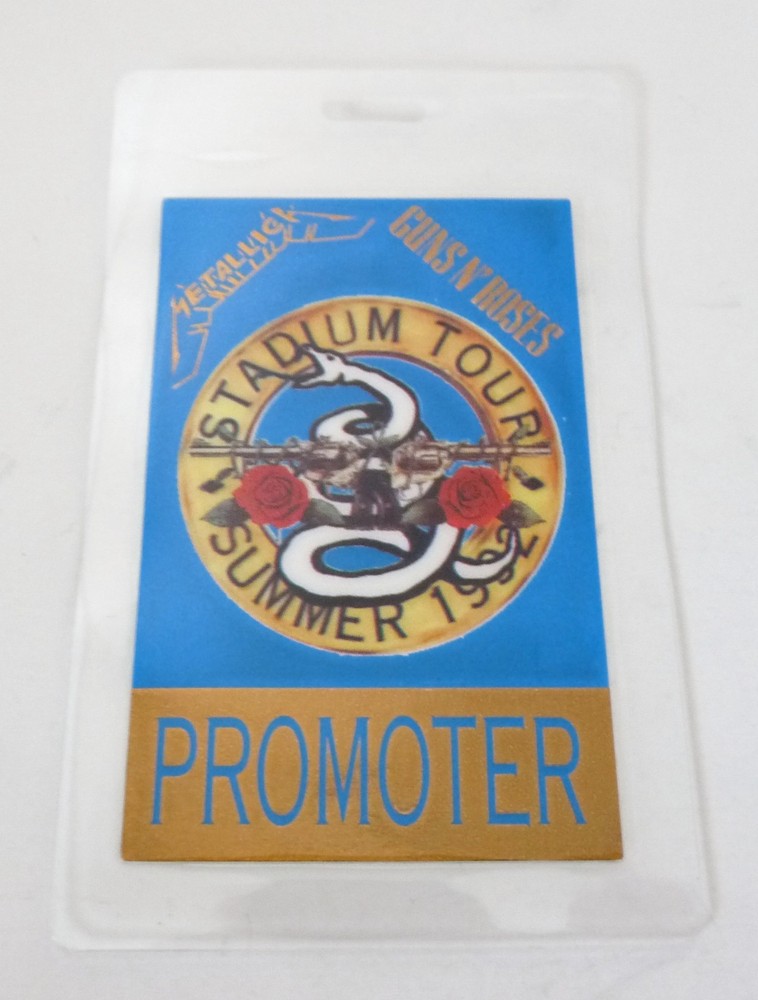 METALLICA
GUNS N' ROSES
STADIUM TOUR
SUMMER 1992
PROMOTER